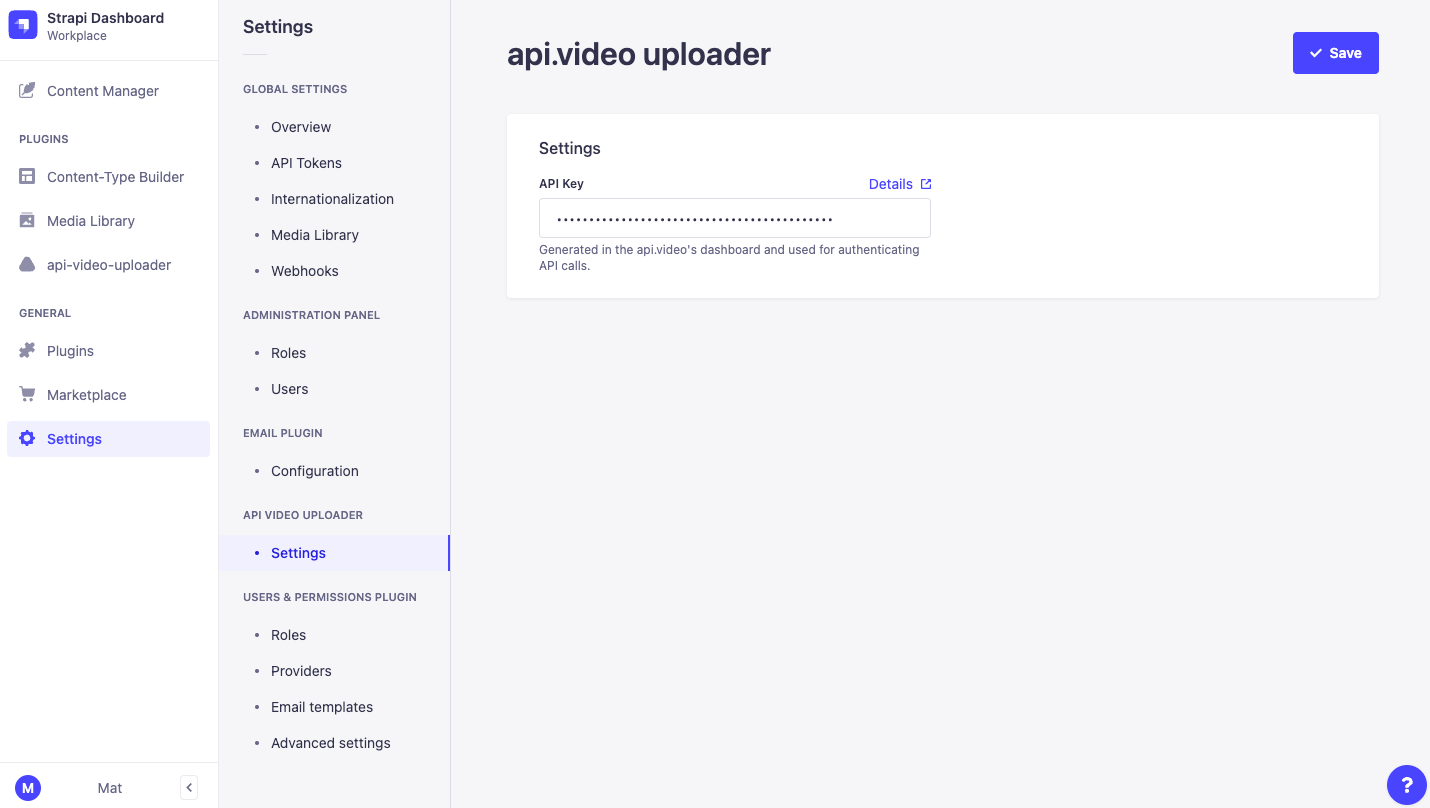 Strapi Dashboard
Workplace
Content Manager
PLUGINS
Content-Type Builder
Media Library
api-video-uploader
GENERAL
Plugins
Marketplace
Settings
M
Mat
Settings
GLOBAL SETTINGS
Overview
API Tokens
Internationalization
Media Library
Webhooks
ADMINISTRATION PANEL
Roles
Users
EMAIL PLUGIN
Configuration
API VIDEO UPLOADER
Settings
USERS & PERMISSIONS PLUGIN
Roles
Providers
Email templates
Advanced settings
api.video uploader
Save
Settings
API Key
Details
Generated in the api.video's dashboard and used for authenticating
API calls.
?